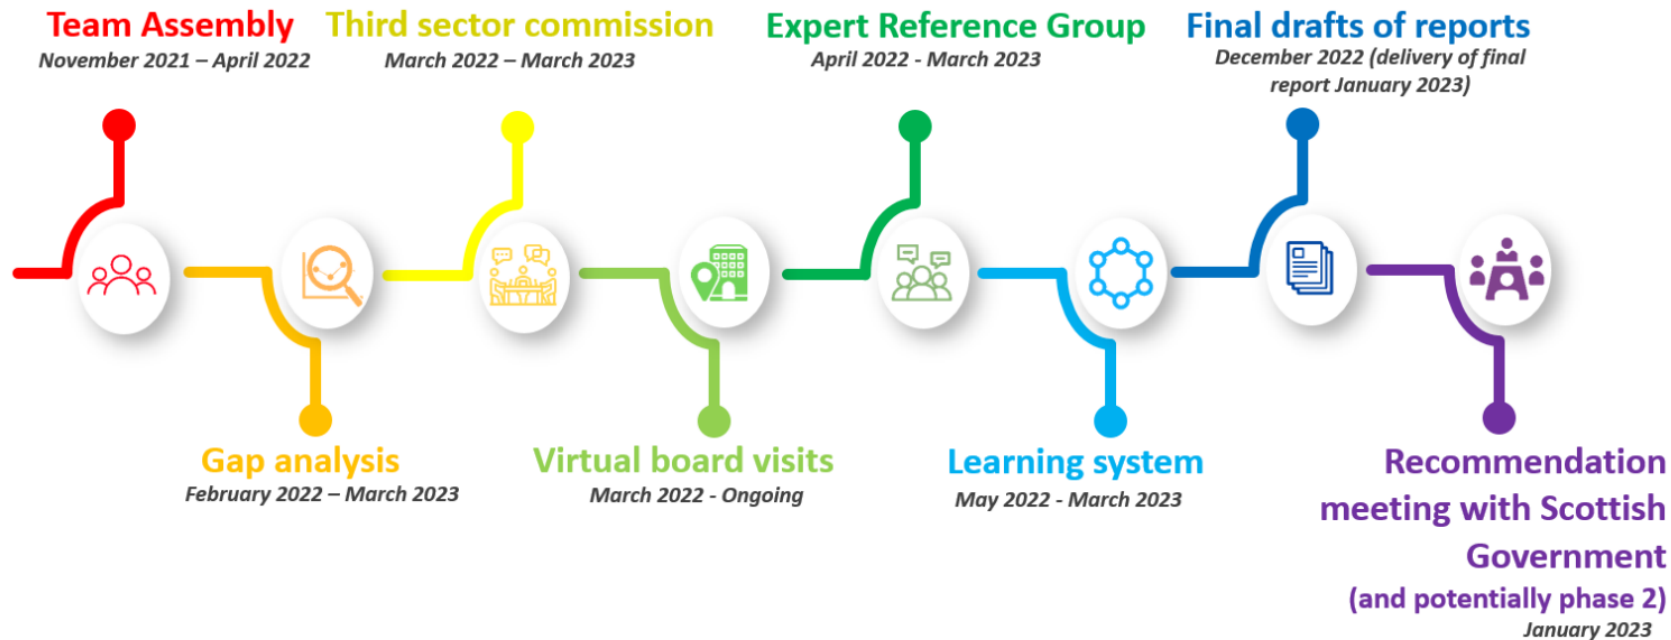 Team Assembly
November 2021 – April 2022
Third sector commission
March 2022 – March 2023
Expert Reference Group
April 2022 - March 2023
Final drafts of reports
December 2022 (delivery of final
report January 2023)
Gap analysis
February 2022 – March 2023
Virtual board visits
March 2022 - Ongoing
Learning system
May 2022 - March 2023
Recommendation
meeting with Scottish
Government
(and potentially phase 2)
January 2023